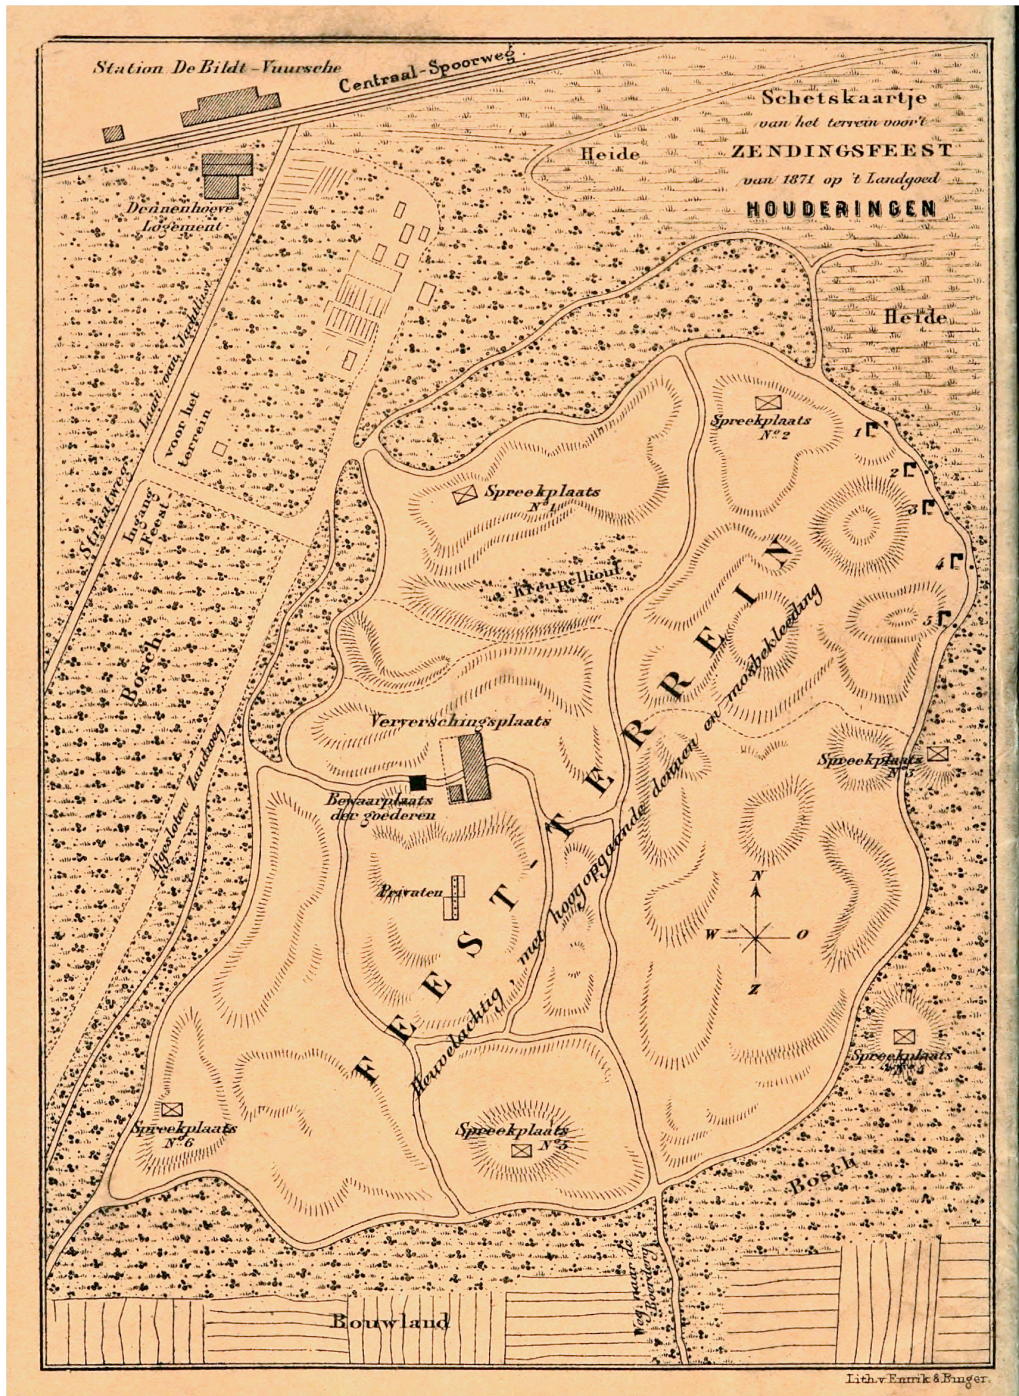 Station De Bildt-Vuursche
Centraal-Spoorweg.
Schetskaartje
van het terrein voor't
ZENDINGSFEEST
van 1871 op 't Landgoed
HOUDERINGEN
Heide
Dennenhoeve
Logement
Heide
Straatweg
Laan van Jachtlust
voor het
terrein
Ingang
Feest
Spreekplaats
No. 2
1
2
3
4
5
Spreekplaats
No. 1
Kreupelhout
Bosch
Ververschingsplaats
Spreekplaats
No. 3
Bewaarplaats
der goederen
Afgesloten Zandweg
Privaten
FEEST-TERREIN
Heuvelachtig, met hoog opgaande dennen en mosbekleeding
N
W
O
Z
Spreekplaats
Spreekplaats
No. 6
Spreekplaats
No. 5
Bosch
Weg naar de
Bouwland
Lith. v. Emrik & Binger.